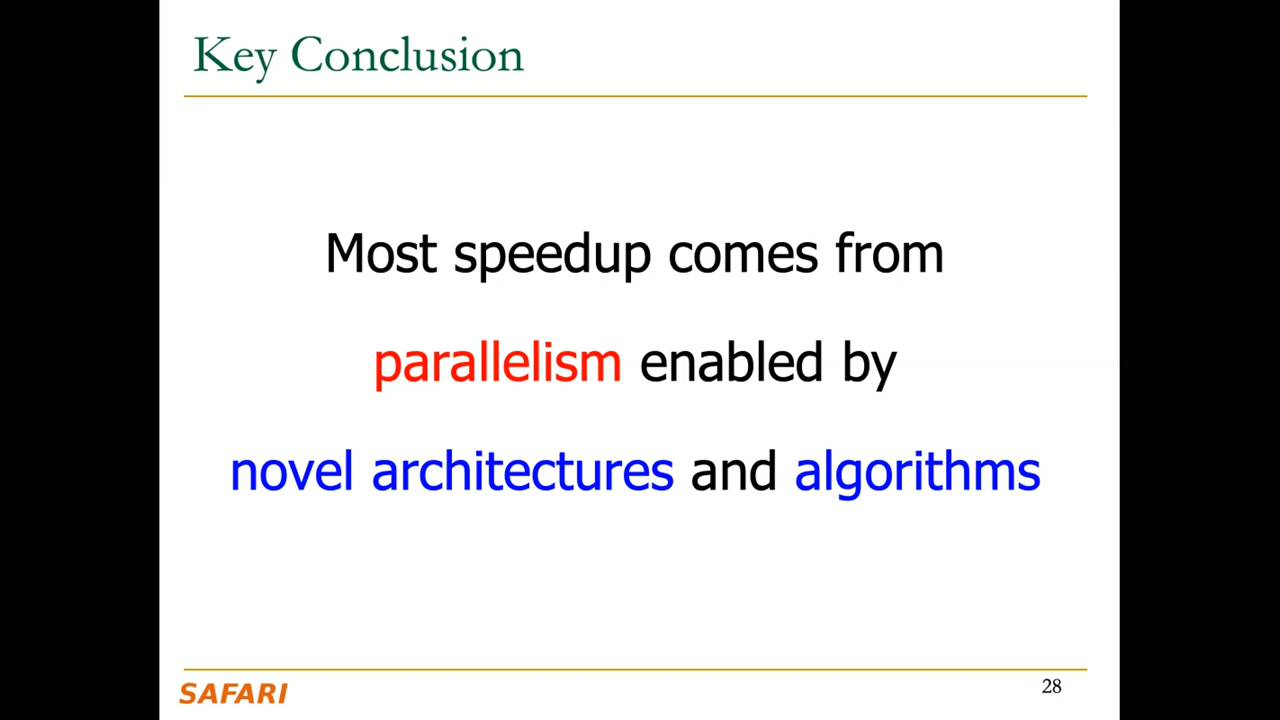 Key Conclusion
Most speedup comes from
parallelism enabled by
novel architectures and algorithms
SAFARI
28